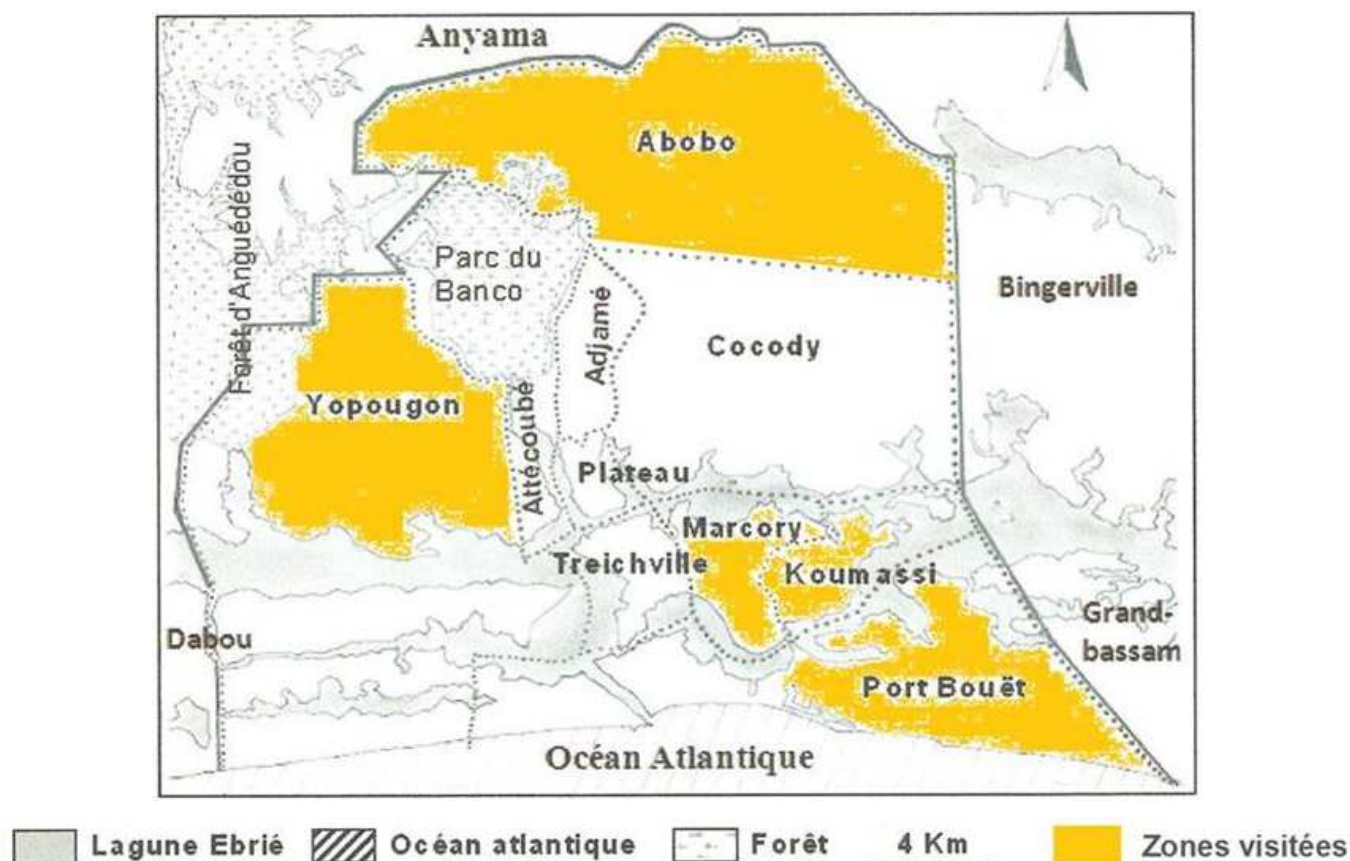 Anyama
Abobo
Forêt d'Anguédédou
Parc du
Banco
Bingerville
Adjamé
Cocody
Yopougon
Attécoubé
Plateau
Marcory
Treichville
Koumassi
Dabou
Grand-
bassam
Port Bouët
Océan Atlantique
Lagune Ebrié
Océan atlantique
Forêt
4 Km
Zones visitées